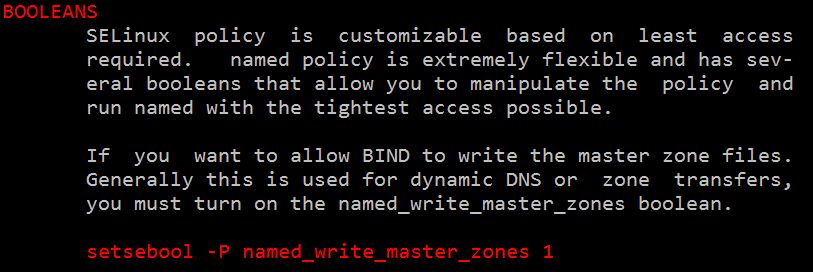 BOOLEANS
SELinux policy is customizable based on least access
required. named policy is extremely flexible and has sev-
eral booleans that allow you to manipulate the policy and
run named with the tightest access possible.
If you want to allow BIND to write the master zone files.
Generally this is used for dynamic DNS or zone transfers,
you must turn on the named_write_master_zones boolean.
setsebool -P named_write_master_zones 1